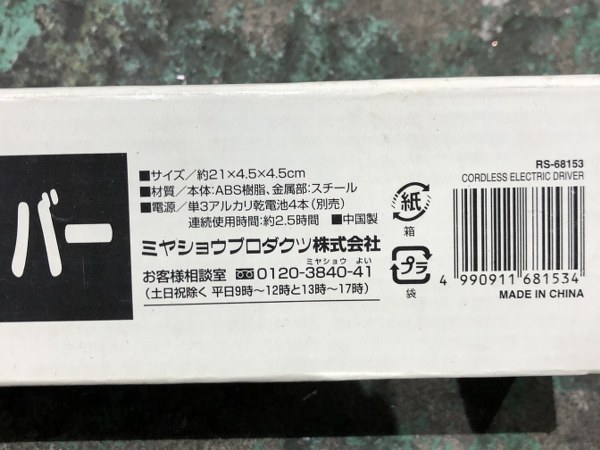 バー
■サイズ／約21×4.5×4.5cm
■材質／本体:ABS樹脂、金属部:スチール
■電源／単3アルカリ乾電池4本(別売)
連続使用時間:約2.5時間 ■中国製
ミヤショウプロダクツ株式会社
ミヤショウ よい
お客様相談室 0120-3840-41
(土日祝除く 平日9時〜12時と13時〜17時)
紙
箱
プラ
袋
RS-68153
CORDLESS ELECTRIC DRIVER
4 990911 681534
MADE IN CHINA